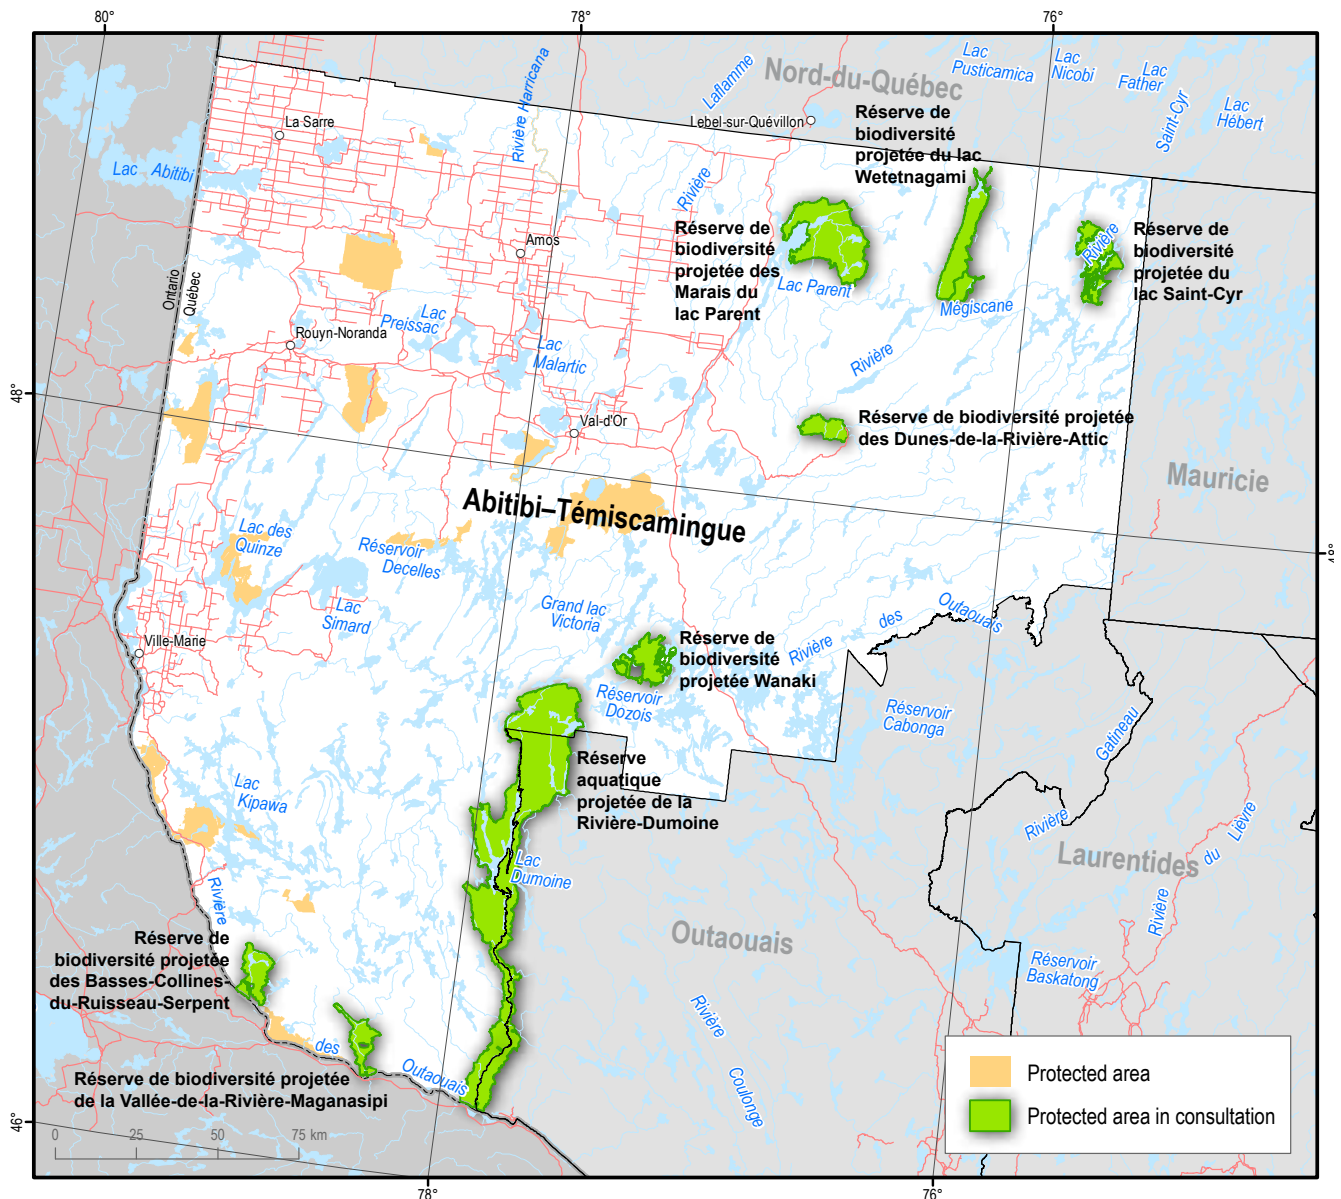 80°
78°
76°
Nord-du-Québec
Lac
Pusticamica
Lac
Nicobi
Lac
Father
Lac
Hébert
Saint-Cyr
Laflamme
Rivière
Rivière Harricana
Lebel-sur-Quévillon
La Sarre
Lac Abitibi
Réserve de
biodiversité
projetée du lac
Wetetnagami
Réserve de
biodiversité
projetée des
Marais du
lac Parent
Lac Parent
Rivière
Réserve de
biodiversité
projetée du
lac Saint-Cyr
Mégiscane
Rivière
Amos
Ontario
Québec
Rouyn-Noranda
Lac
Preissac
Lac
Malartic
Val-d'Or
Réserve de biodiversité projetée
des Dunes-de-la-Rivière-Attic
48°
48°
Mauricie
Abitibi–Témiscamingue
Lac des
Quinze
Réservoir
Decelles
Lac
Simard
Grand lac
Victoria
Ville-Marie
Réserve de
biodiversité
projetée Wanaki
Rivière
des
Outaouais
Réservoir
Dozois
Réservoir
Cabonga
Gatineau
Rivière
Réserve
aquatique
projetée de la
Rivière-Dumoine
Lac
Kipawa
Lac
Dumoine
Laurentides
Rivière
du
Lièvre
Outaouais
Réservoir
Baskatong
Rivière
Coulonge
Rivière
des
Outaouais
Réserve de
biodiversité projetée
des Basses-Collines-
du-Ruisseau-Serpent
Réserve de biodiversité projetée
de la Vallée-de-la-Rivière-Maganasipi
46°
0 25 50 75 km
Protected area
Protected area in consultation
78°
76°